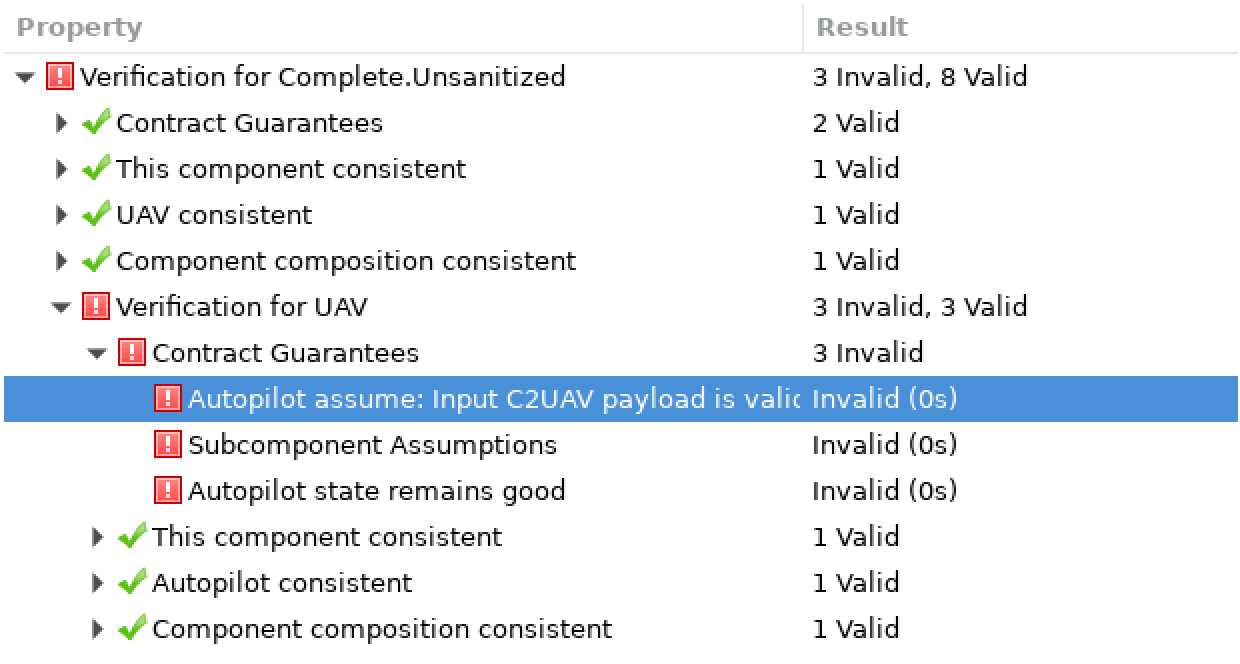 Property Result
Verification for Complete.Unsanitized 3 Invalid, 8 Valid
Contract Guarantees 2 Valid
This component consistent 1 Valid
UAV consistent 1 Valid
Component composition consistent 1 Valid
Verification for UAV 3 Invalid, 3 Valid
Contract Guarantees 3 Invalid
Autopilot assume: Input C2UAV payload is valid Invalid (0s)
Subcomponent Assumptions Invalid (0s)
Autopilot state remains good Invalid (0s)
This component consistent 1 Valid
Autopilot consistent 1 Valid
Component composition consistent 1 Valid